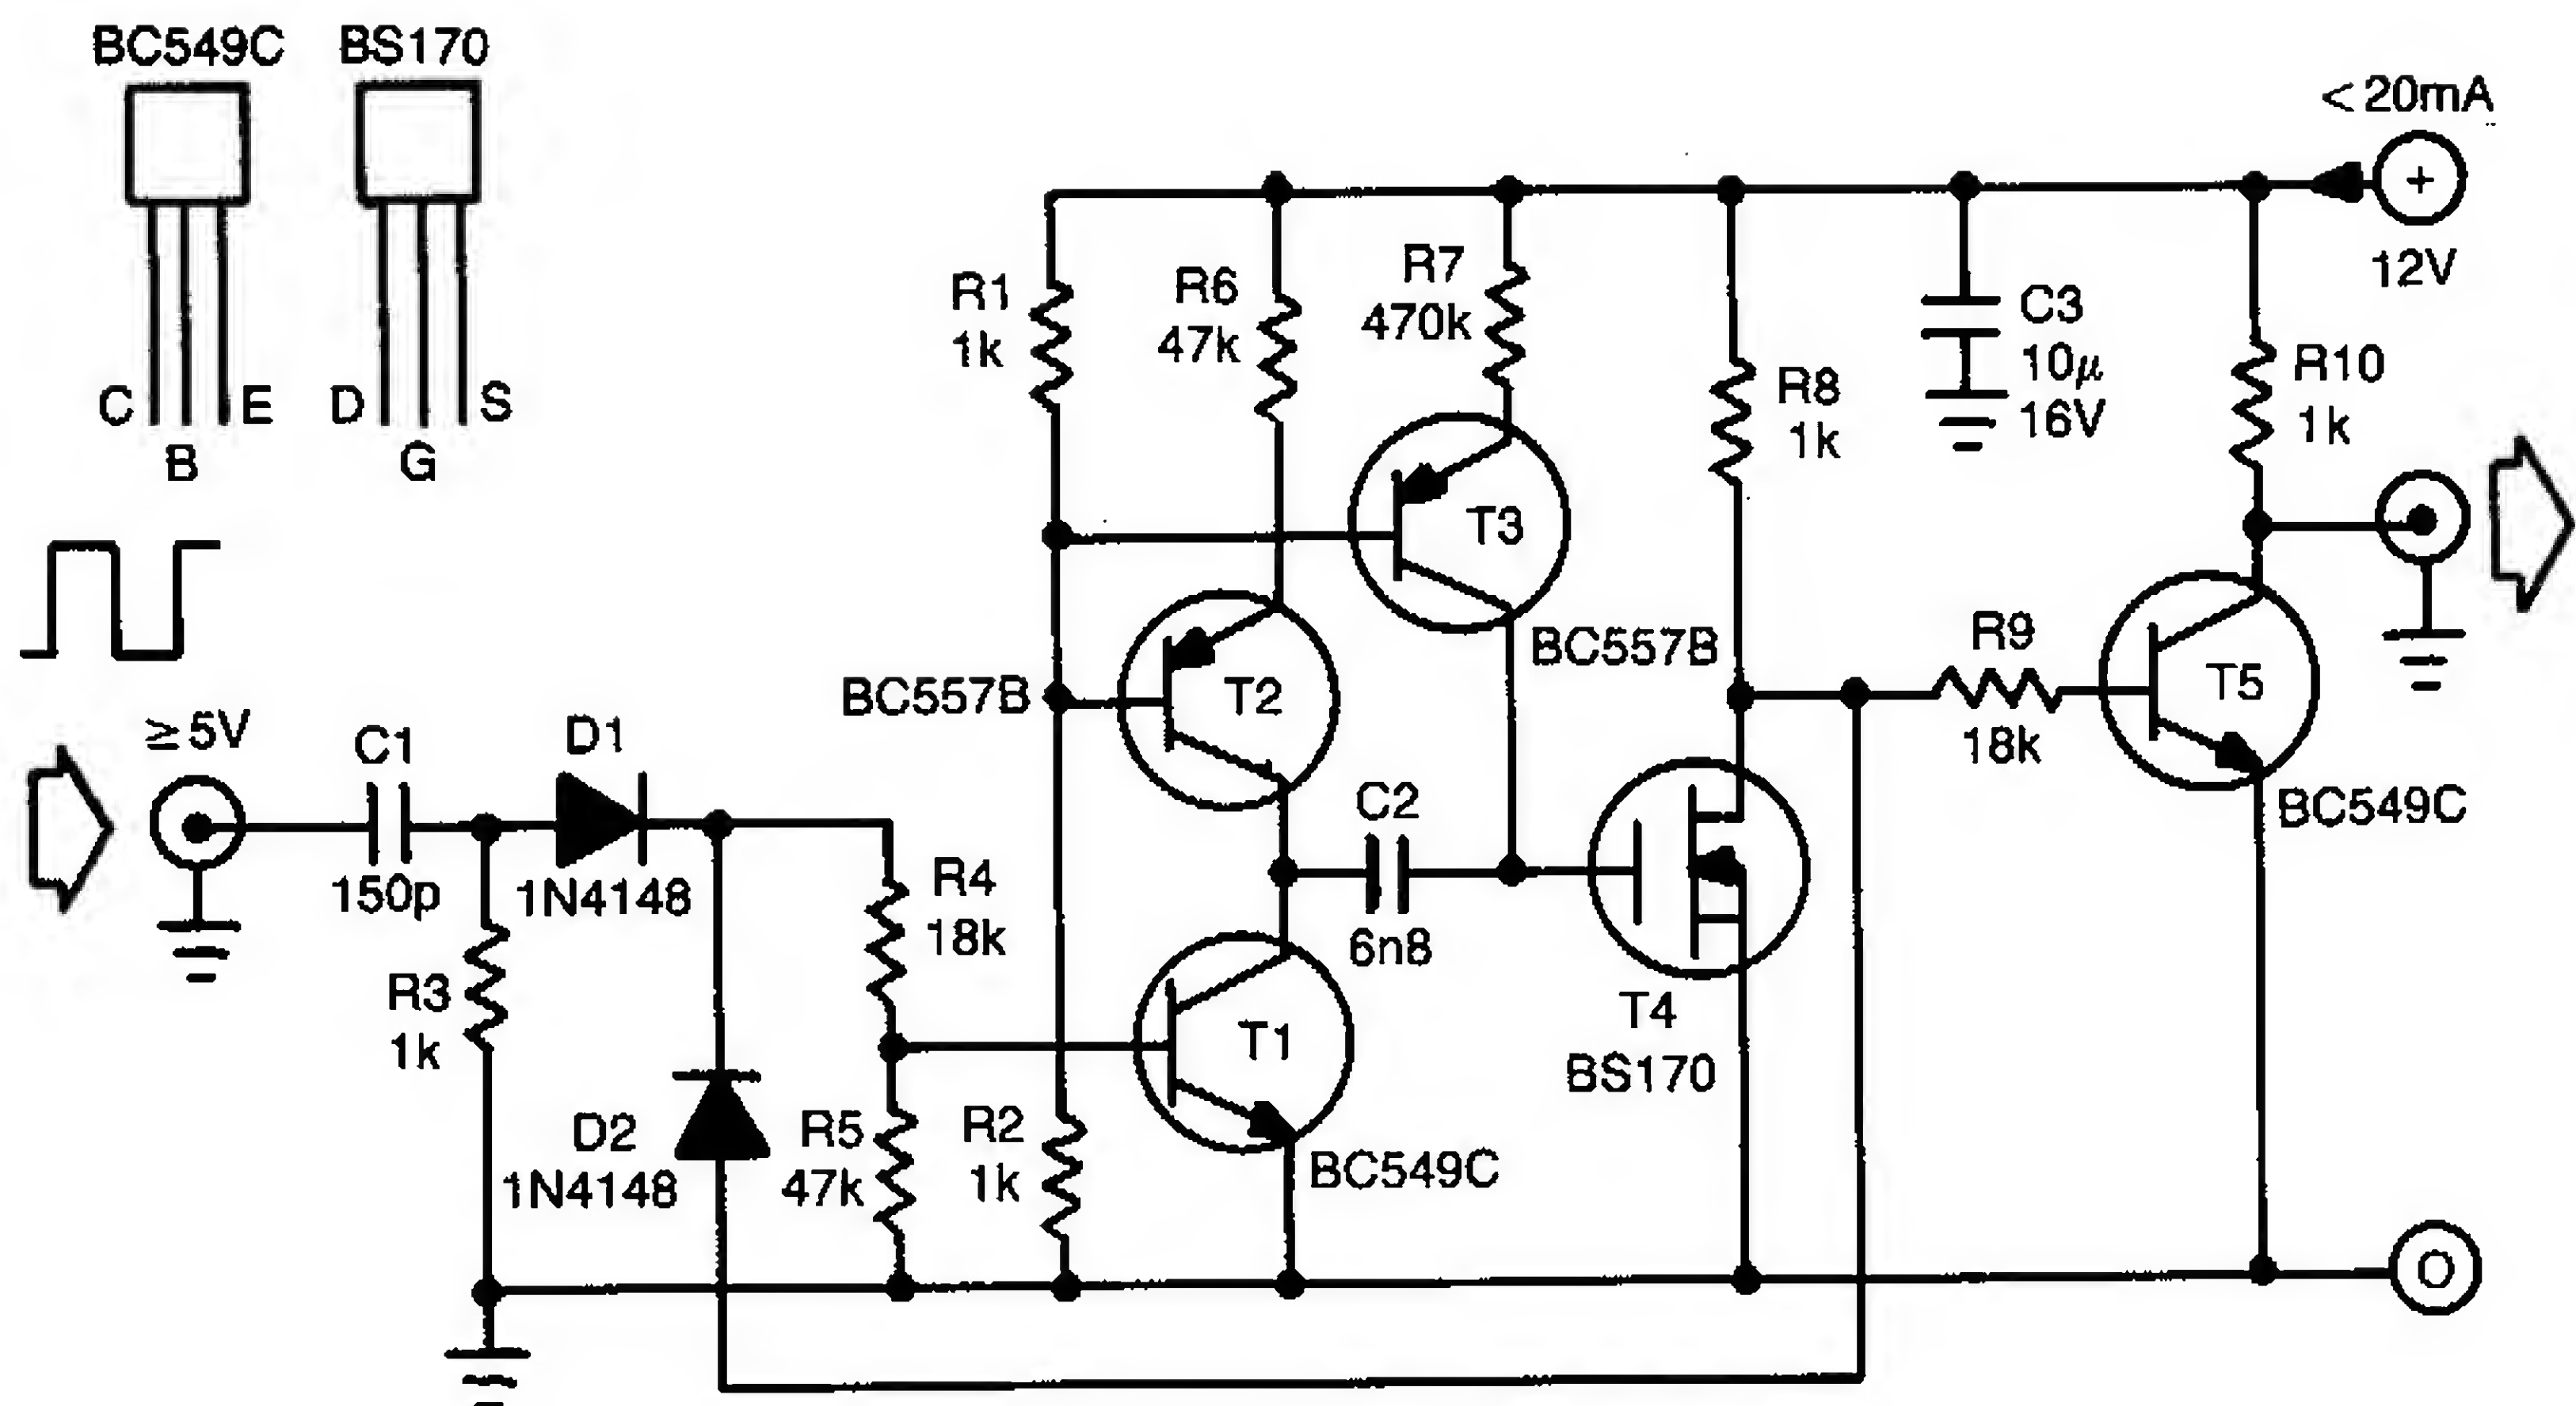 BC549C
BS170
C
B
E
D
G
S
<20mA
+
12V
R1
1k
R6
47k
R7
470k
R8
1k
C3
10μ
16V
R10
1k
T3
BC557B
T2
BC557B
R9
18k
T5
BC549C
≥5V
C1
150p
D1
1N4148
R4
18k
C2
6n8
R3
1k
T1
BC549C
T4
BS170
D2
1N4148
R5
47k
R2
1k
O